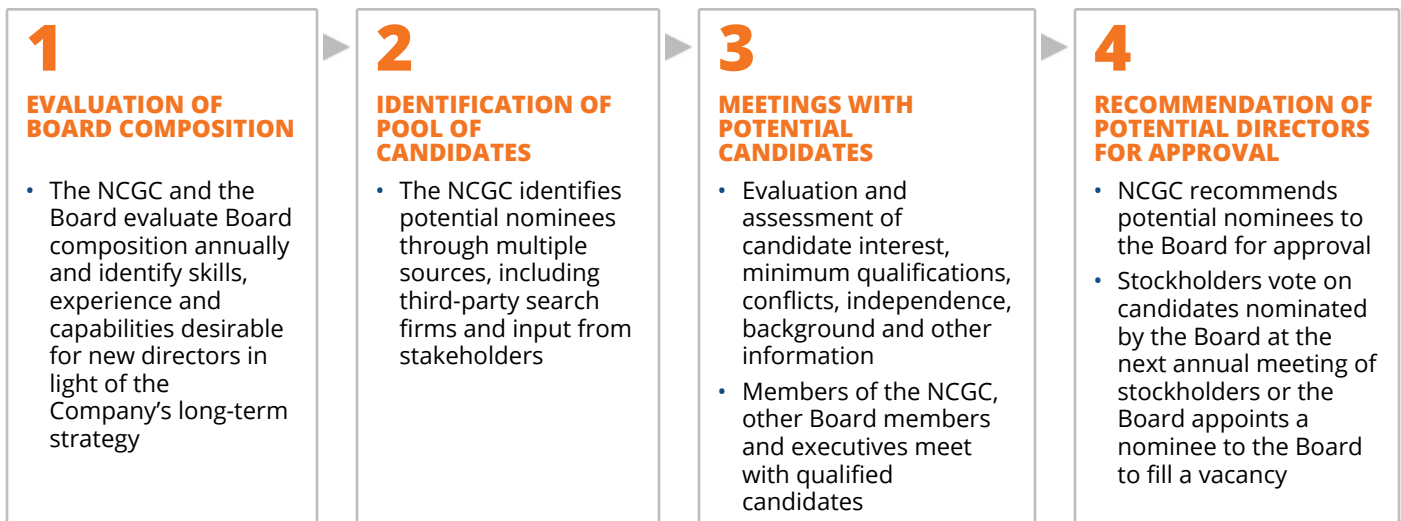 1
EVALUATION OF
BOARD COMPOSITION
• The NCGC and the
Board evaluate Board
composition annually
and identify skills,
experience and
capabilities desirable
for new directors in
light of the
Company’s long-term
strategy
2
IDENTIFICATION OF
POOL OF
CANDIDATES
• The NCGC identifies
potential nominees
through multiple
sources, including
third-party search
firms and input from
stakeholders
3
MEETINGS WITH
POTENTIAL
CANDIDATES
• Evaluation and
assessment of
candidate interest,
minimum qualifications,
conflicts, independence,
background and other
information
• Members of the NCGC,
other Board members
and executives meet
with qualified
candidates
4
RECOMMENDATION OF
POTENTIAL DIRECTORS
FOR APPROVAL
• NCGC recommends
potential nominees to
the Board for approval
• Stockholders vote on
candidates nominated
by the Board at the
next annual meeting of
stockholders or the
Board appoints a
nominee to the Board
to fill a vacancy